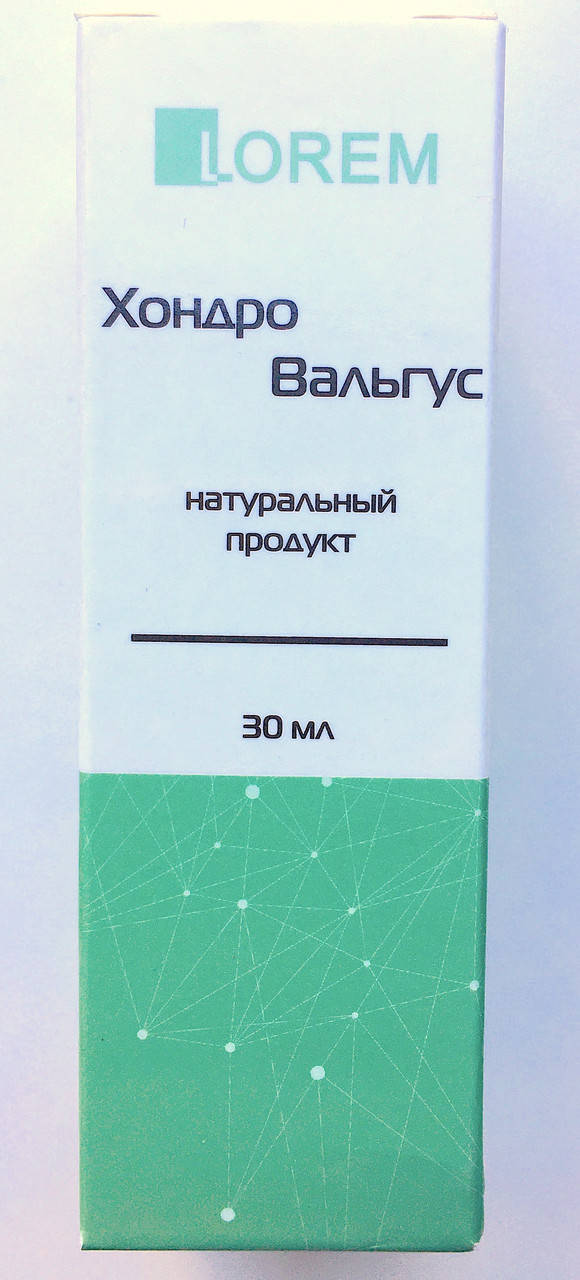 LOREM
Хондро
Вальгус
натуральный
продукт
30 мл